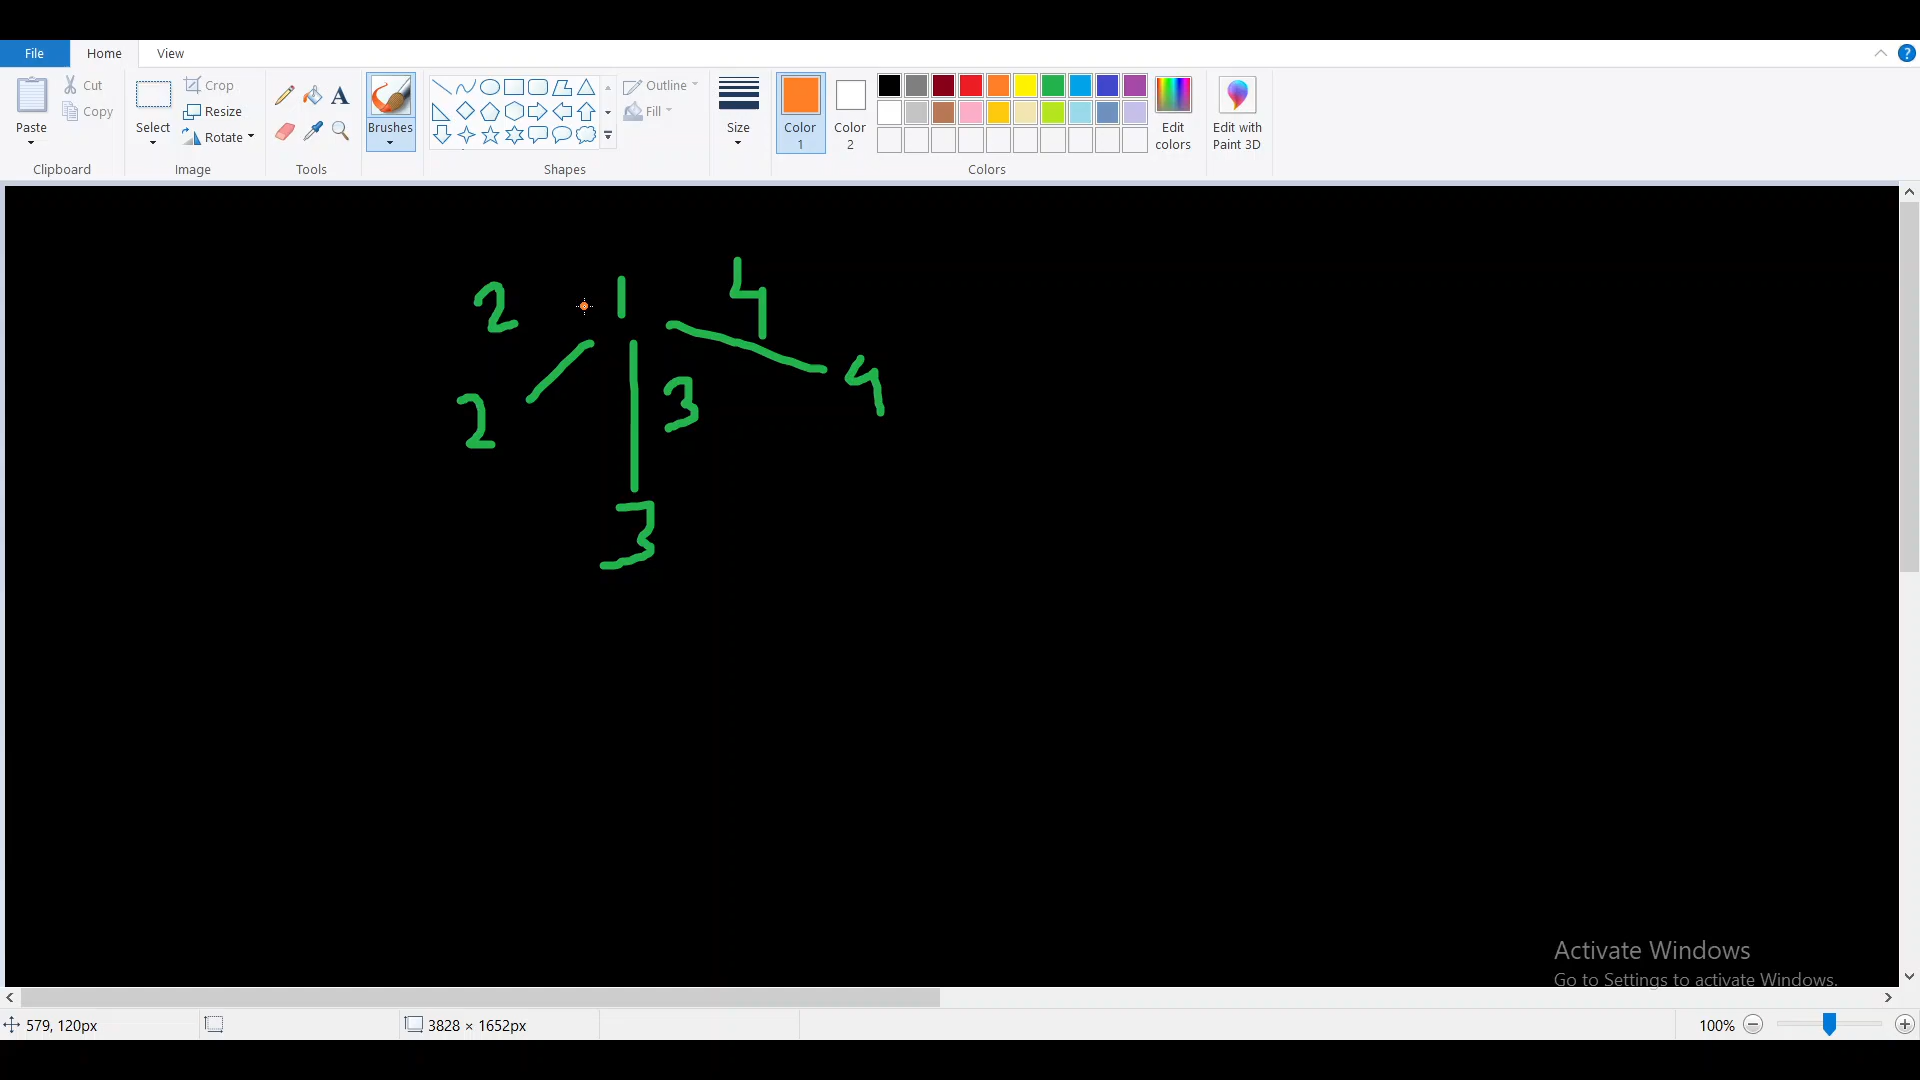 File Home View
Paste
Cut
Copy
Clipboard
Select
Crop
Resize
Rotate
Image
A
Tools
Brushes
Shapes
Outline
Fill
Size
Color 1
Color 2
Colors
Edit colors
Edit with Paint 3D
?
2 1 4
2 3 4
3
Activate Windows
Go to Settings to activate Windows.
579, 120px
3828 × 1652px
100%